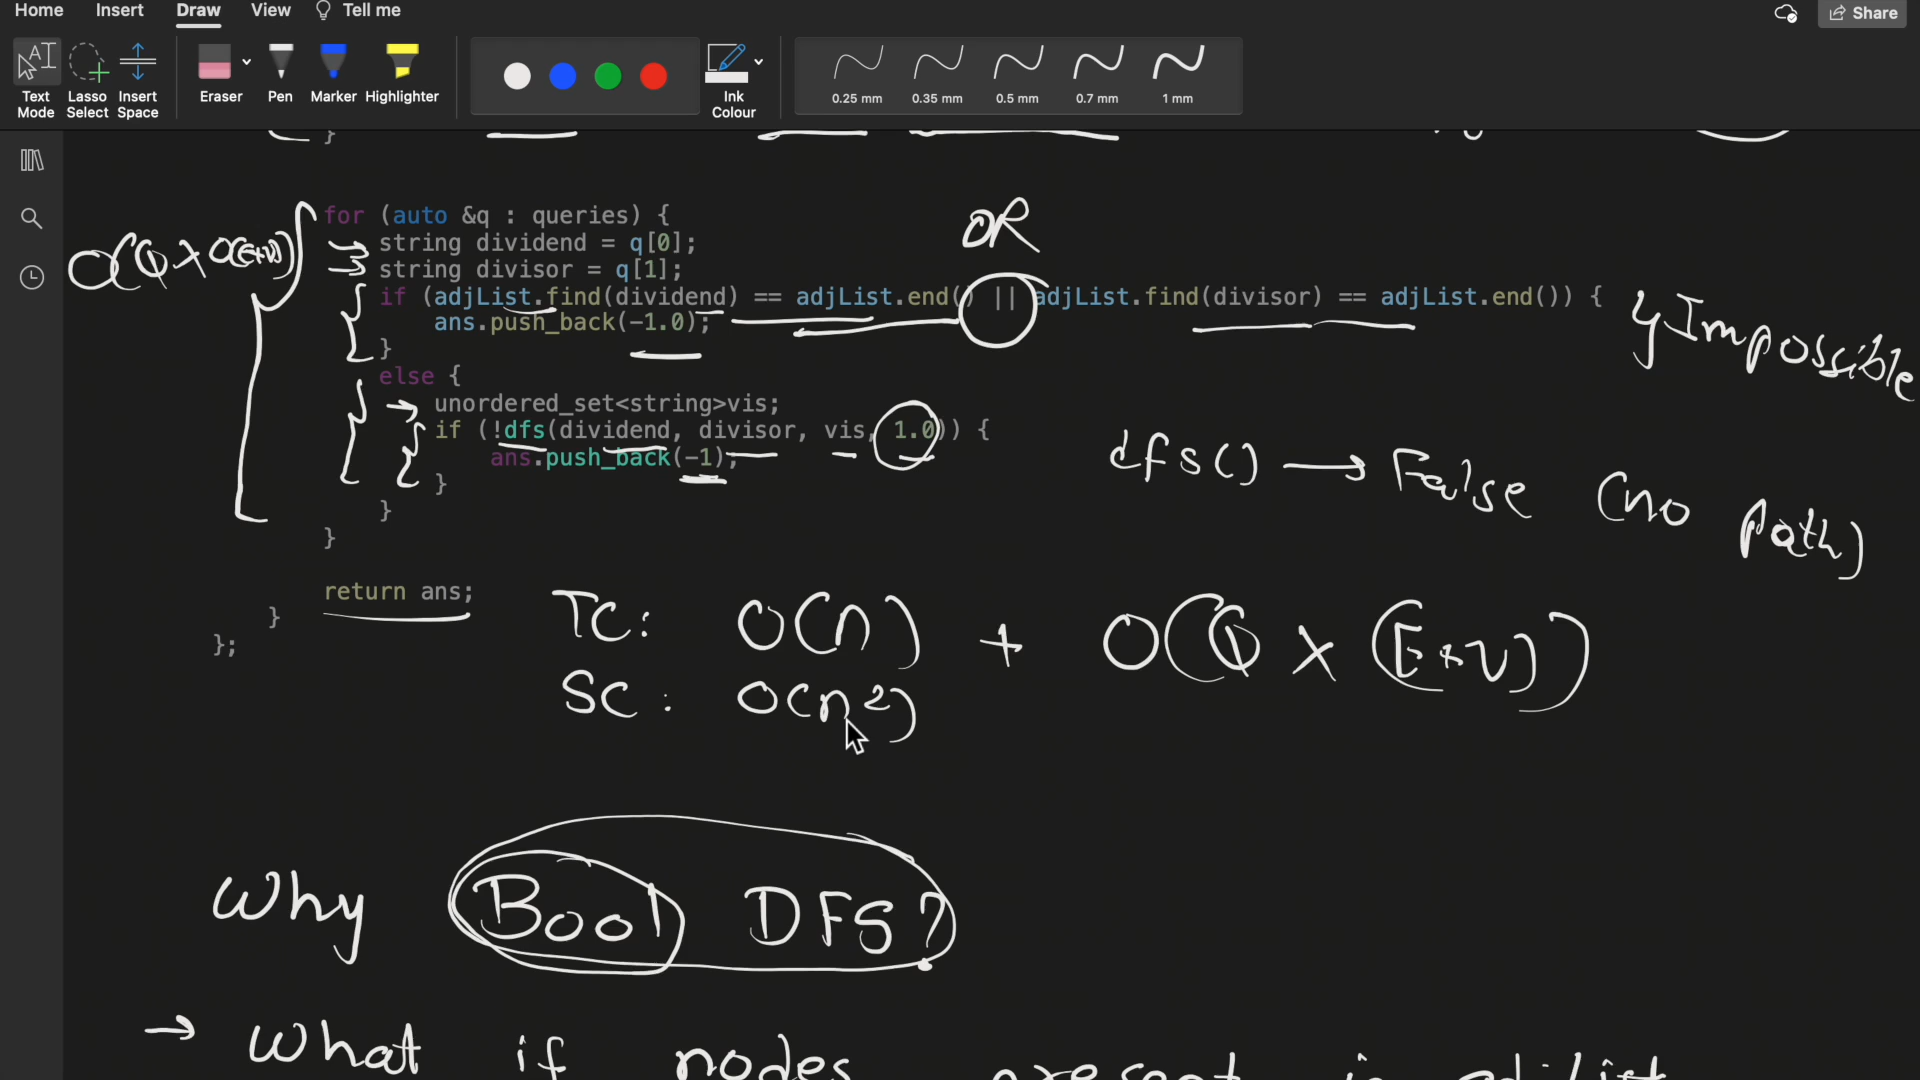 Home Insert Draw View Tell me Share
Text Mode Lasso Select Insert Space Eraser Pen Marker Highlighter Ink Colour 0.25 mm 0.35 mm 0.5 mm 0.7 mm 1 mm
}
for (auto &q : queries) {
OR
O(Q X O(E+V))
string dividend = q[0];
string divisor = q[1];
if (adjList.find(dividend) == adjList.end() || adjList.find(divisor) == adjList.end()) {
ans.push_back(-1.0);
} Impossible
}
else {
unordered_set<string>vis;
if (!dfs(dividend, divisor, vis, 1.0)) {
ans.push_back(-1);
dfs() → False (no path)
}
}
}
return ans;
}
};
TC: O(n) + O(Q X (E+V))
SC: O(n²)
Why Bool DFS?
→ What if nodes present in adjList